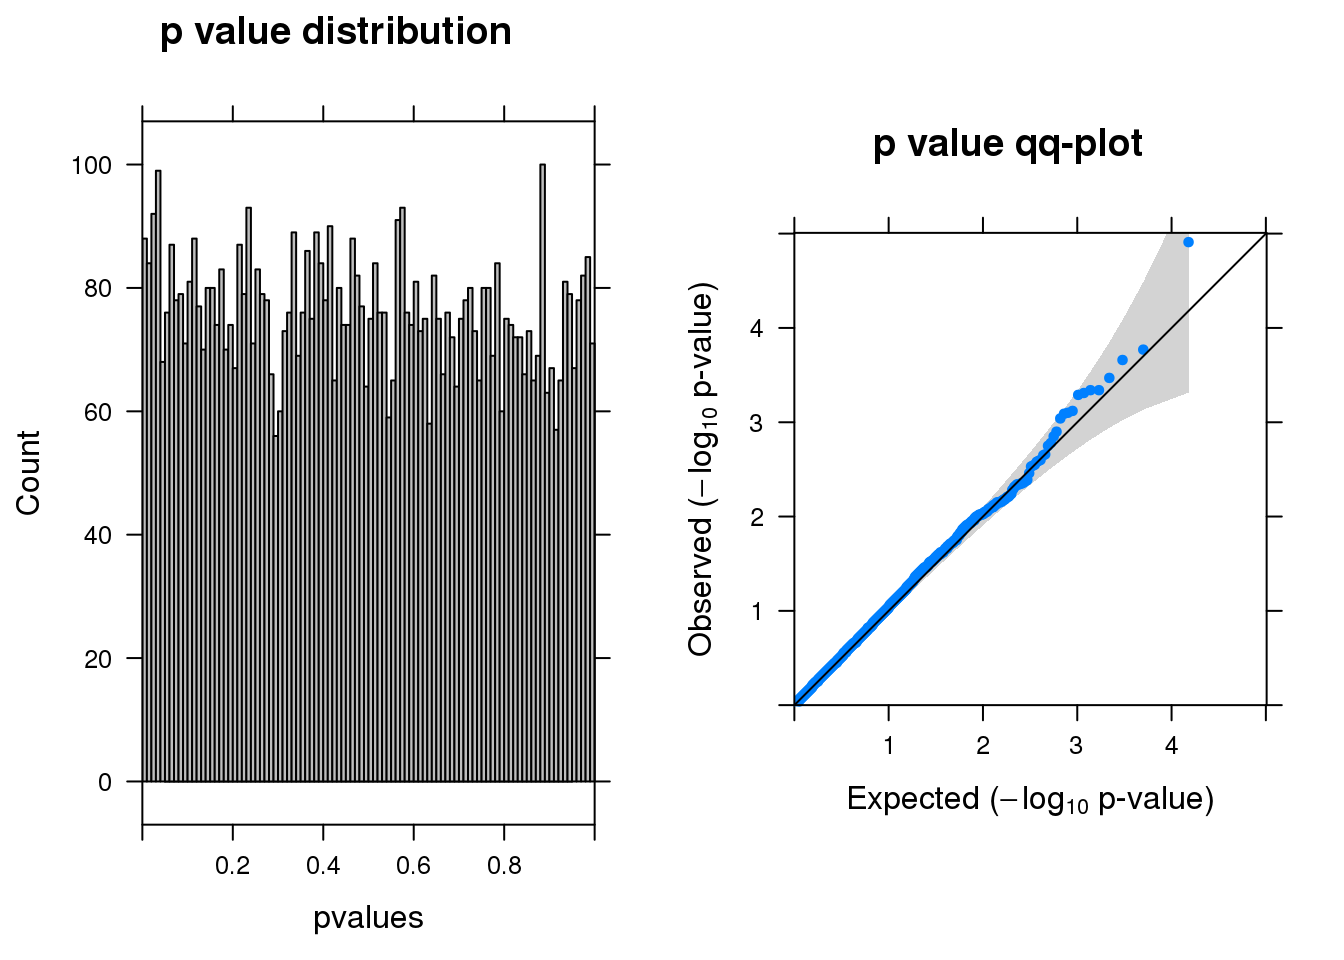 p value distribution
100
80
60
40
20
0
Count
0.2 0.4 0.6 0.8
pvalues
p value qq-plot
4
3
2
1
Observed (−log10 p-value)
1 2 3 4
Expected (−log10 p-value)